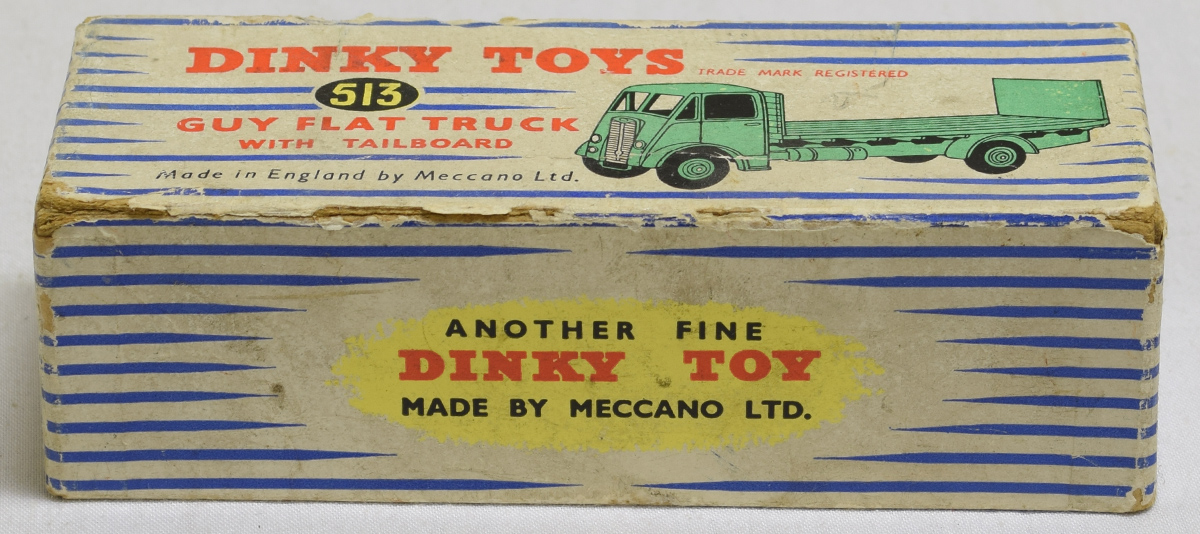 DINKY TOYS
TRADE MARK REGISTERED
513
GUY FLAT TRUCK
WITH TAILBOARD
Made in England by Meccano Ltd.
ANOTHER FINE
DINKY TOY
MADE BY MECCANO LTD.